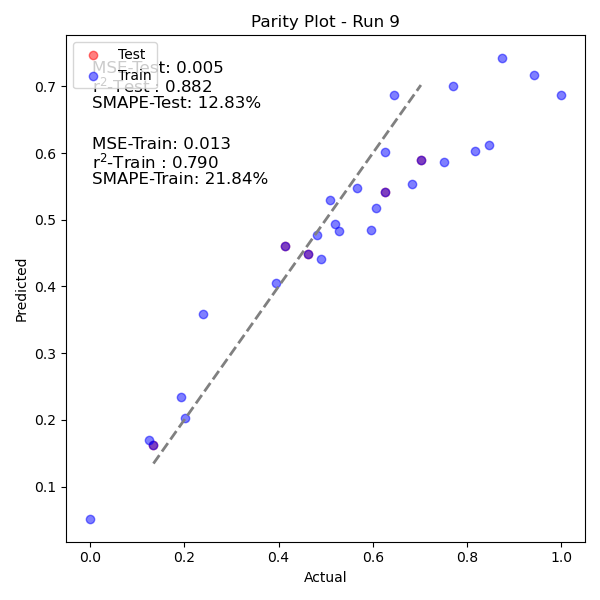 Parity Plot - Run 9
Test
Train
MSE-Test: 0.005
r²-Test : 0.882
SMAPE-Test: 12.83%
MSE-Train: 0.013
r²-Train : 0.790
SMAPE-Train: 21.84%
Predicted
0.7
0.6
0.5
0.4
0.3
0.2
0.1
0.0
0.2
0.4
0.6
0.8
1.0
Actual